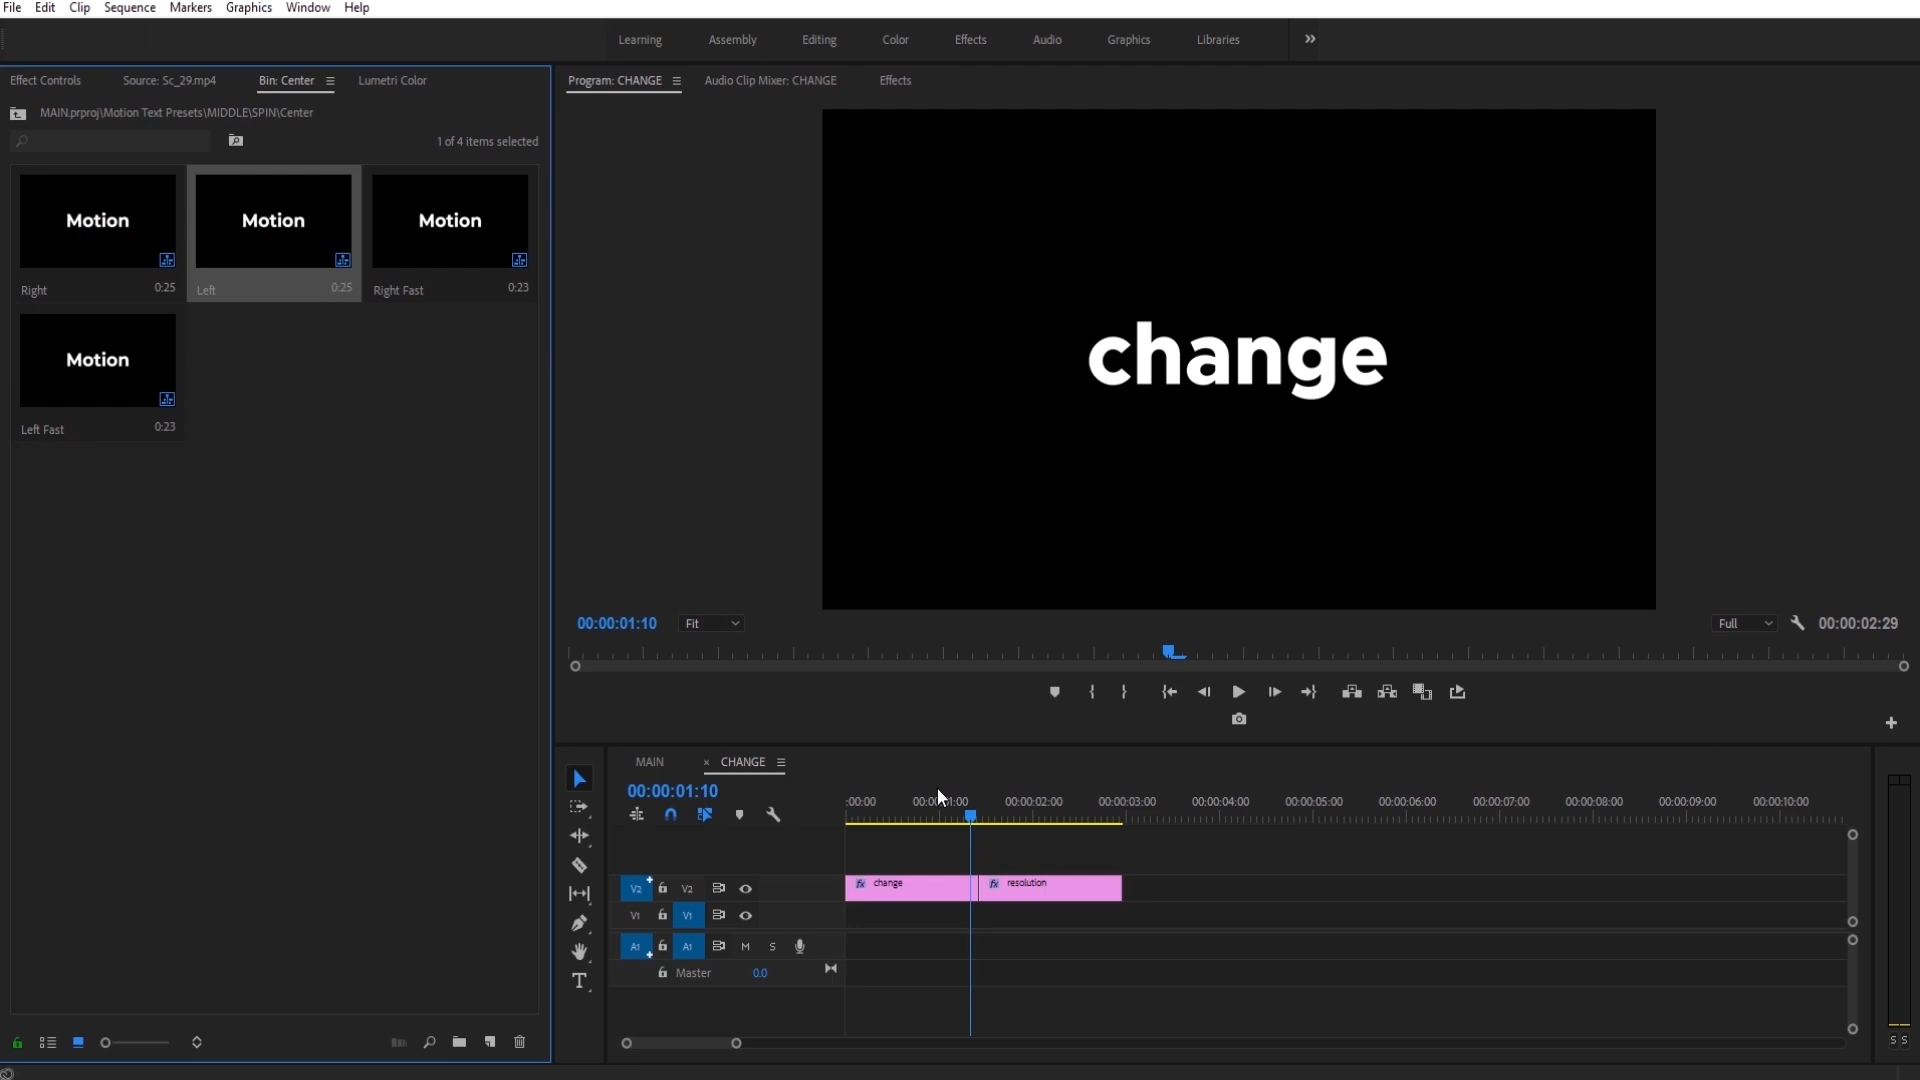 File Edit Clip Sequence Markers Graphics Window Help
Learning Assembly Editing Color Effects Audio Graphics Libraries
Effect Controls Source: Sc_29.mp4 Bin: Center Lumetri Color
Program: CHANGE Audio Clip Mixer: CHANGE Effects
MAIN.prproj\Motion Text Presets\MIDDLE\SPIN\Center
1 of 4 items selected
Motion Motion Motion
Right 0:25 Left 0:25 Right Fast 0:23
Motion
Left Fast 0:23
change
00:00:01:10 Fit Full 00:00:02:29
MAIN × CHANGE
00:00:01:10
:00:00 00:00:01:00 00:00:02:00 00:00:03:00 00:00:04:00 00:00:05:00 00:00:06:00 00:00:07:00 00:00:08:00 00:00:09:00 00:00:10:00
V2 V2 fx change fx resolution
V1 V1
A1 A1 M S
Master 0.0
T
S S